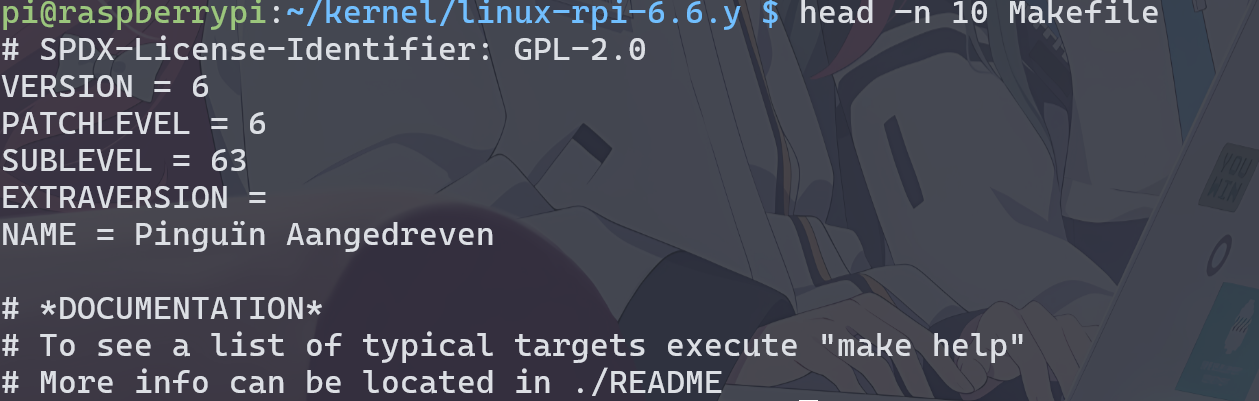 pi@raspberrypi:~/kernel/linux-rpi-6.6.y $ head -n 10 Makefile
# SPDX-License-Identifier: GPL-2.0
VERSION = 6
PATCHLEVEL = 6
SUBLEVEL = 63
EXTRAVERSION =
NAME = Pinguïn Aangedreven

# *DOCUMENTATION*
# To see a list of typical targets execute "make help"
# More info can be located in ./README
YOU
WIN